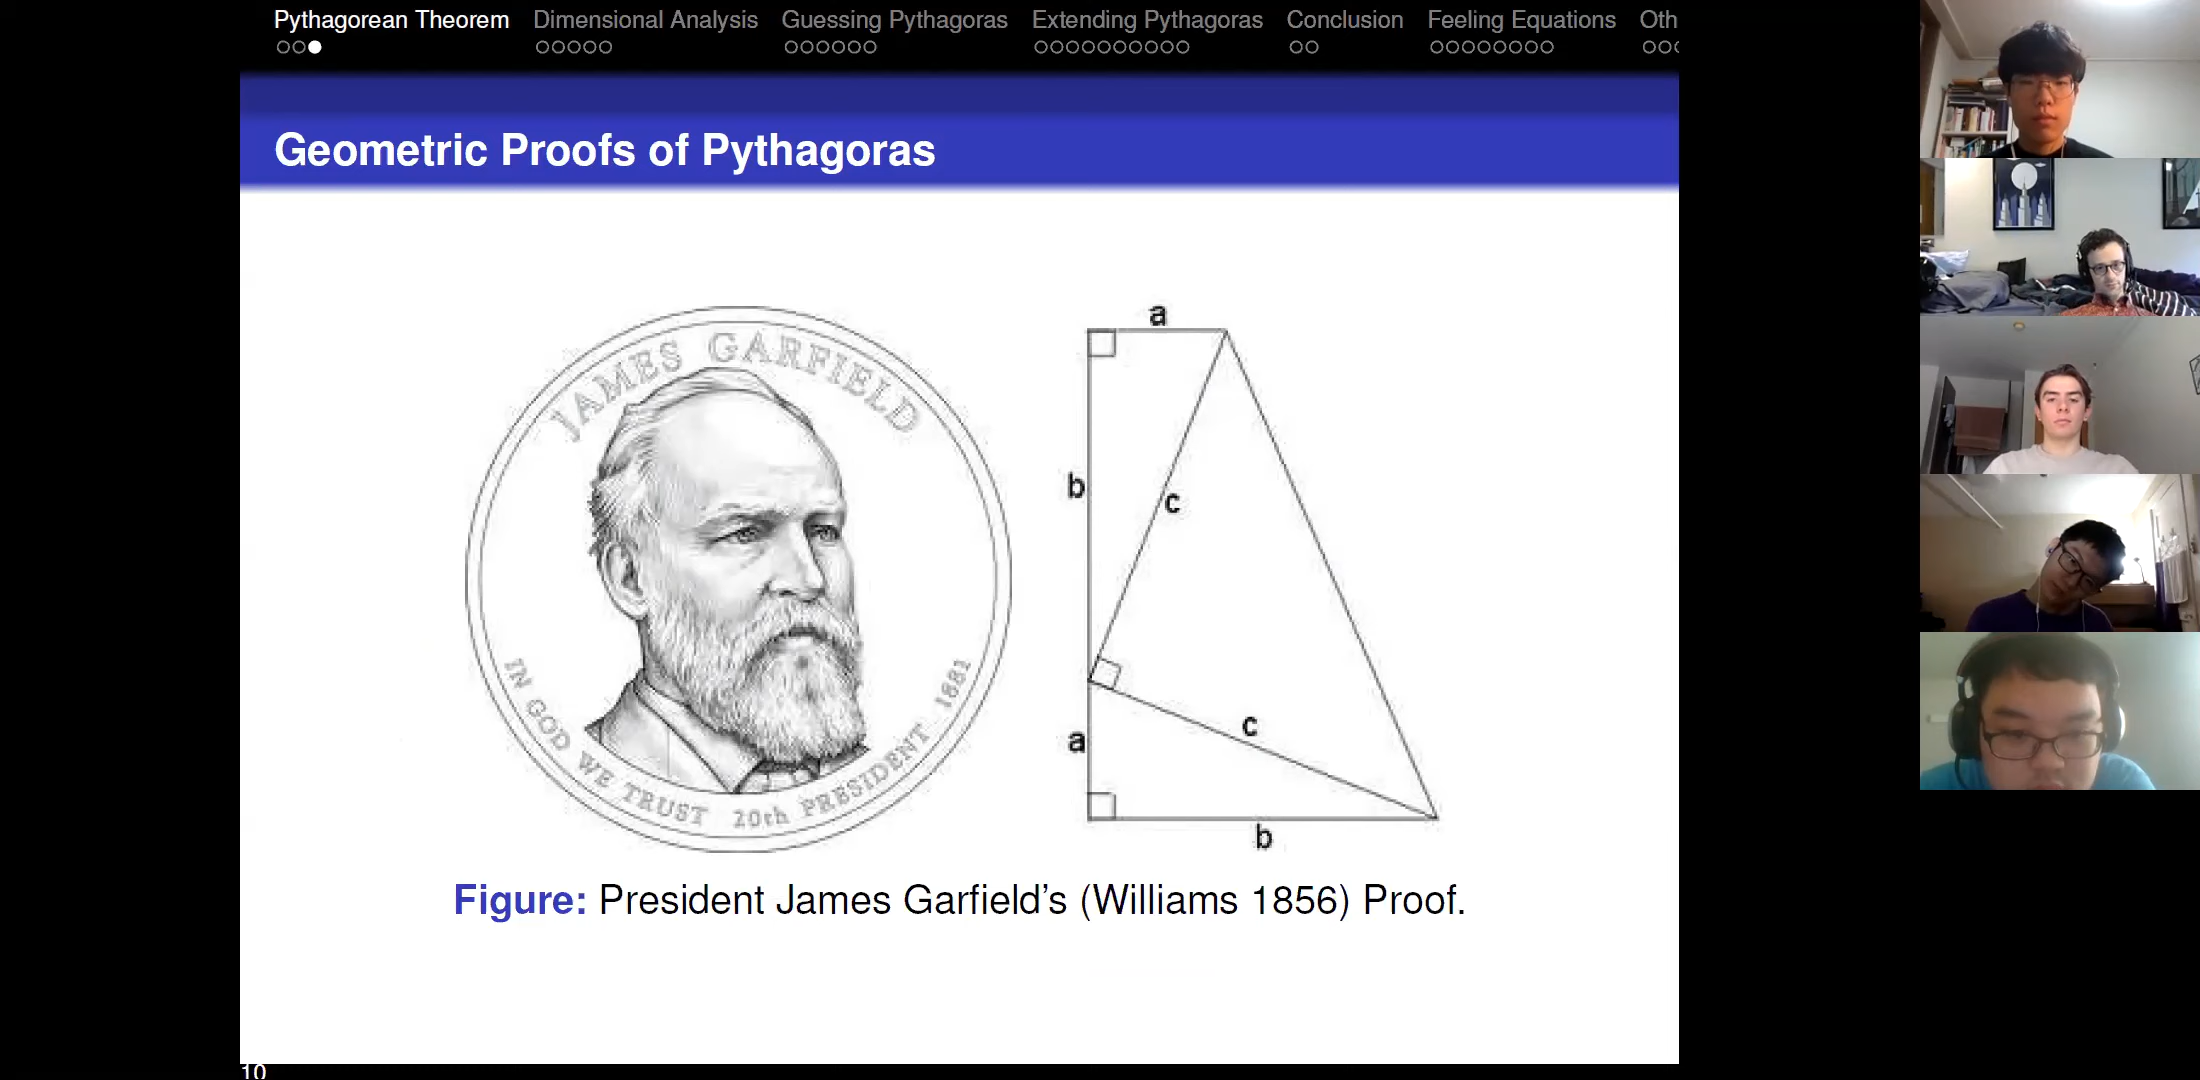 Pythagorean Theorem Dimensional Analysis Guessing Pythagoras Extending Pythagoras Conclusion Feeling Equations Oth
Geometric Proofs of Pythagoras
JAMES GARFIELD
IN GOD WE TRUST 20th PRESIDENT 1881
a
b
c
a
c
b
Figure: President James Garfield's (Williams 1856) Proof.
10